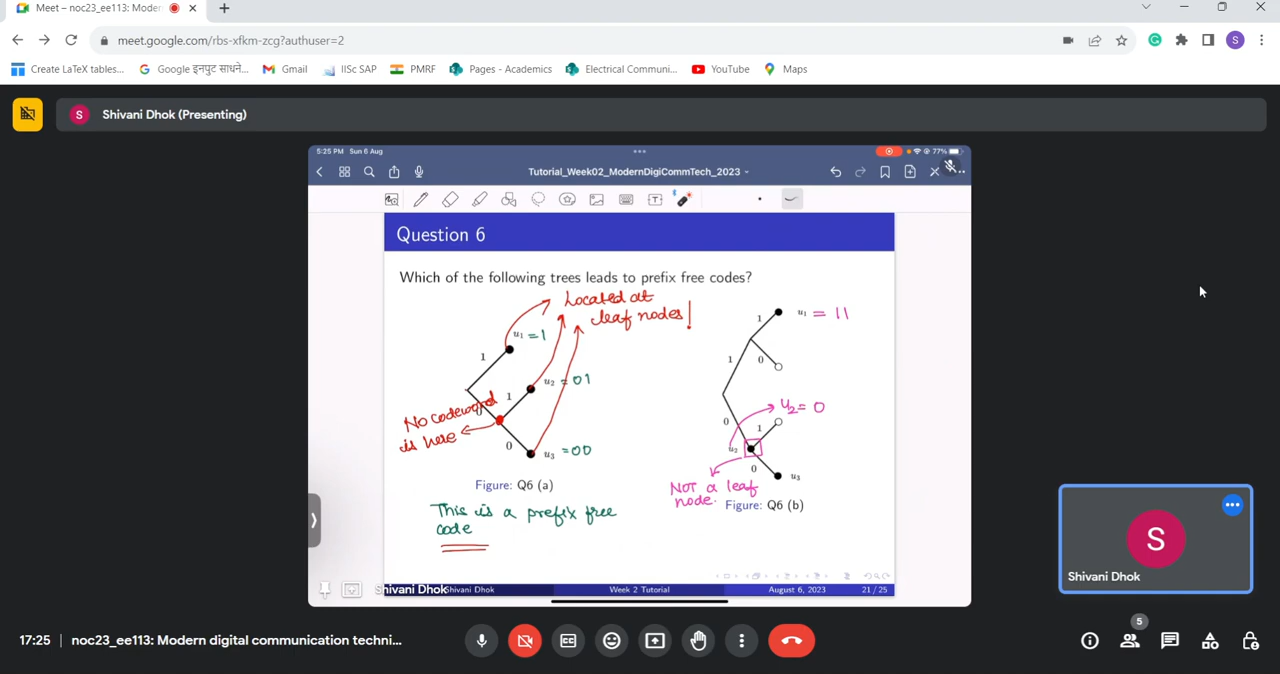 Meet – noc23_ee113: Moder
meet.google.com/rbs-xfkm-zcg?authuser=2
S
Create LaTeX tables...
Google इनपुट साधने...
Gmail
IISc SAP
PMRF
Pages - Academics
Electrical Communi...
YouTube
Maps
S
Shivani Dhok (Presenting)
5:25 PM Sun 6 Aug
77%
Tutorial_Week02_ModernDigiCommTech_2023
Question 6
Which of the following trees leads to prefix free codes?
Located at
leaf nodes!
u1 = 1
1
1
u2 = 01
0
No codeword
is here
0
u3 = 00
Figure: Q6 (a)
This is a prefix free
code
1
u1 = 11
1
0
u2 = 0
0
1
u2
0
u3
Not a leaf
node.
Figure: Q6 (b)
Shivani Dhok
Shivani Dhok
Week 2 Tutorial
August 6, 2023
21 / 25
S
Shivani Dhok
17:25
noc23_ee113: Modern digital communication techni...
5